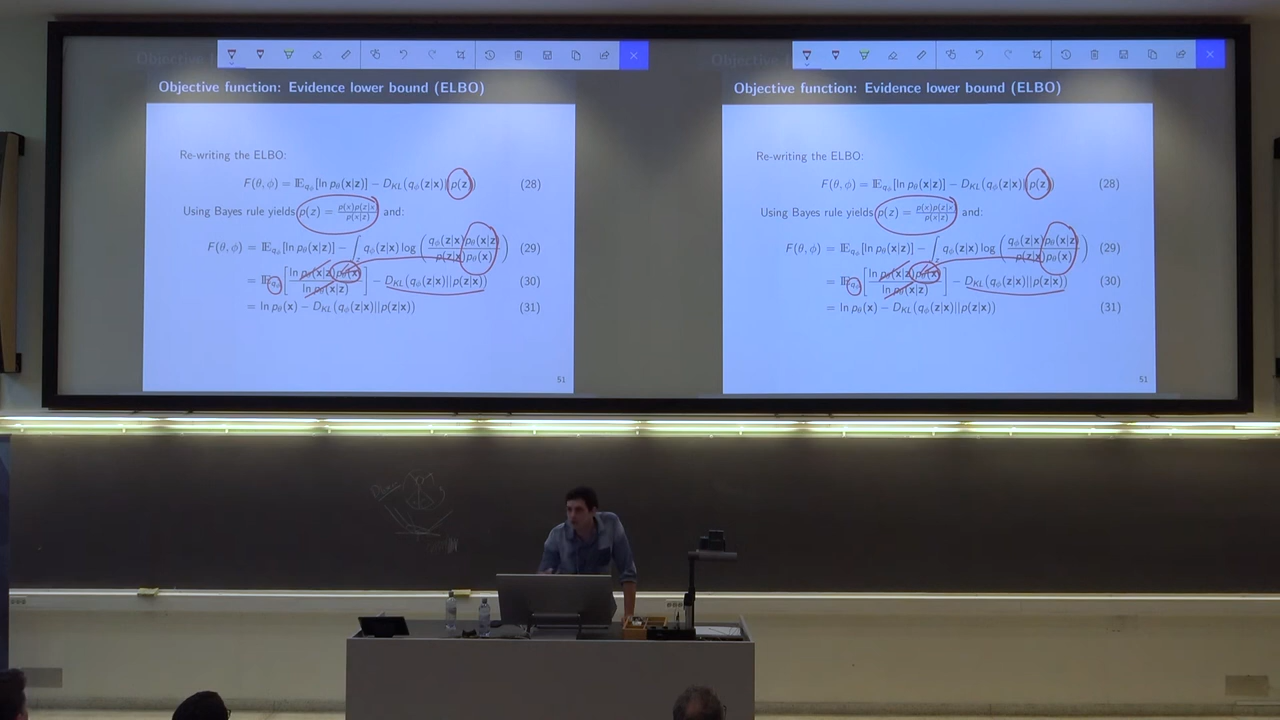 Objective function: Evidence lower bound (ELBO)
Re-writing the ELBO:
F(θ, ϕ) = 𝔼_{q_ϕ}[ln p_θ(x|z)] − D_{KL}(q_ϕ(z|x)||p(z)) (28)
Using Bayes rule yields p(z) = p(x)p(z|x) / p(x|z) and:
F(θ, ϕ) = 𝔼_{q_ϕ}[ln p_θ(x|z)] − ∫_z q_ϕ(z|x) log ( q_ϕ(z|x)p_θ(x|z) / p(z|x)p_θ(x) ) (29)
= 𝔼_{q_ϕ} [ ln p_θ(x|z)p_θ(x) / ln p_θ(x|z) ] − D_{KL}(q_ϕ(z|x)||p(z|x)) (30)
= ln p_θ(x) − D_{KL}(q_ϕ(z|x)||p(z|x)) (31)
51
Objective function: Evidence lower bound (ELBO)
Re-writing the ELBO:
F(θ, ϕ) = 𝔼_{q_ϕ}[ln p_θ(x|z)] − D_{KL}(q_ϕ(z|x)||p(z)) (28)
Using Bayes rule yields p(z) = p(x)p(z|x) / p(x|z) and:
F(θ, ϕ) = 𝔼_{q_ϕ}[ln p_θ(x|z)] − ∫_z q_ϕ(z|x) log ( q_ϕ(z|x)p_θ(x|z) / p(z|x)p_θ(x) ) (29)
= 𝔼_{q_ϕ} [ ln p_θ(x|z)p_θ(x) / ln p_θ(x|z) ] − D_{KL}(q_ϕ(z|x)||p(z|x)) (30)
= ln p_θ(x) − D_{KL}(q_ϕ(z|x)||p(z|x)) (31)
51